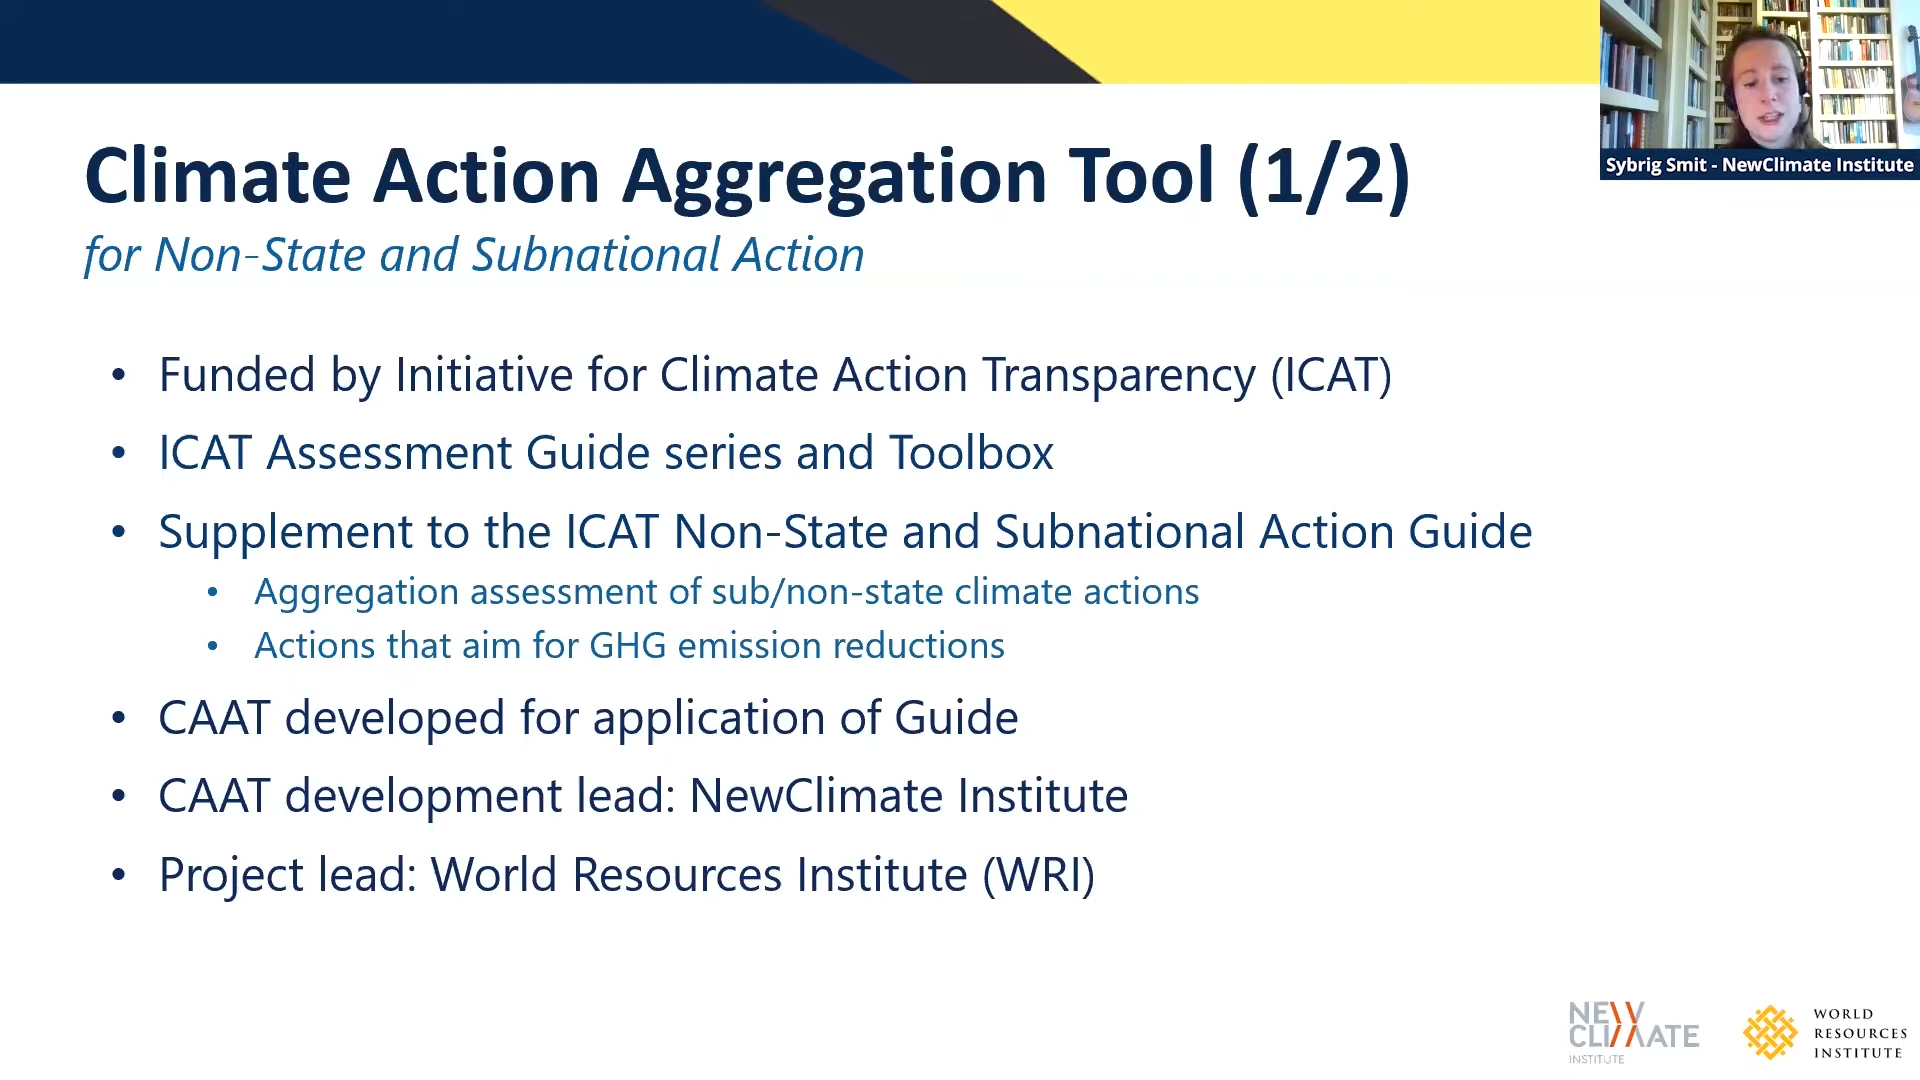 Sybrig Smit - NewClimate Institute
Climate Action Aggregation Tool (1/2)
for Non-State and Subnational Action
• Funded by Initiative for Climate Action Transparency (ICAT)
• ICAT Assessment Guide series and Toolbox
• Supplement to the ICAT Non-State and Subnational Action Guide
• Aggregation assessment of sub/non-state climate actions
• Actions that aim for GHG emission reductions
• CAAT developed for application of Guide
• CAAT development lead: NewClimate Institute
• Project lead: World Resources Institute (WRI)
NEW
CLIMATE
INSTITUTE
WORLD
RESOURCES
INSTITUTE